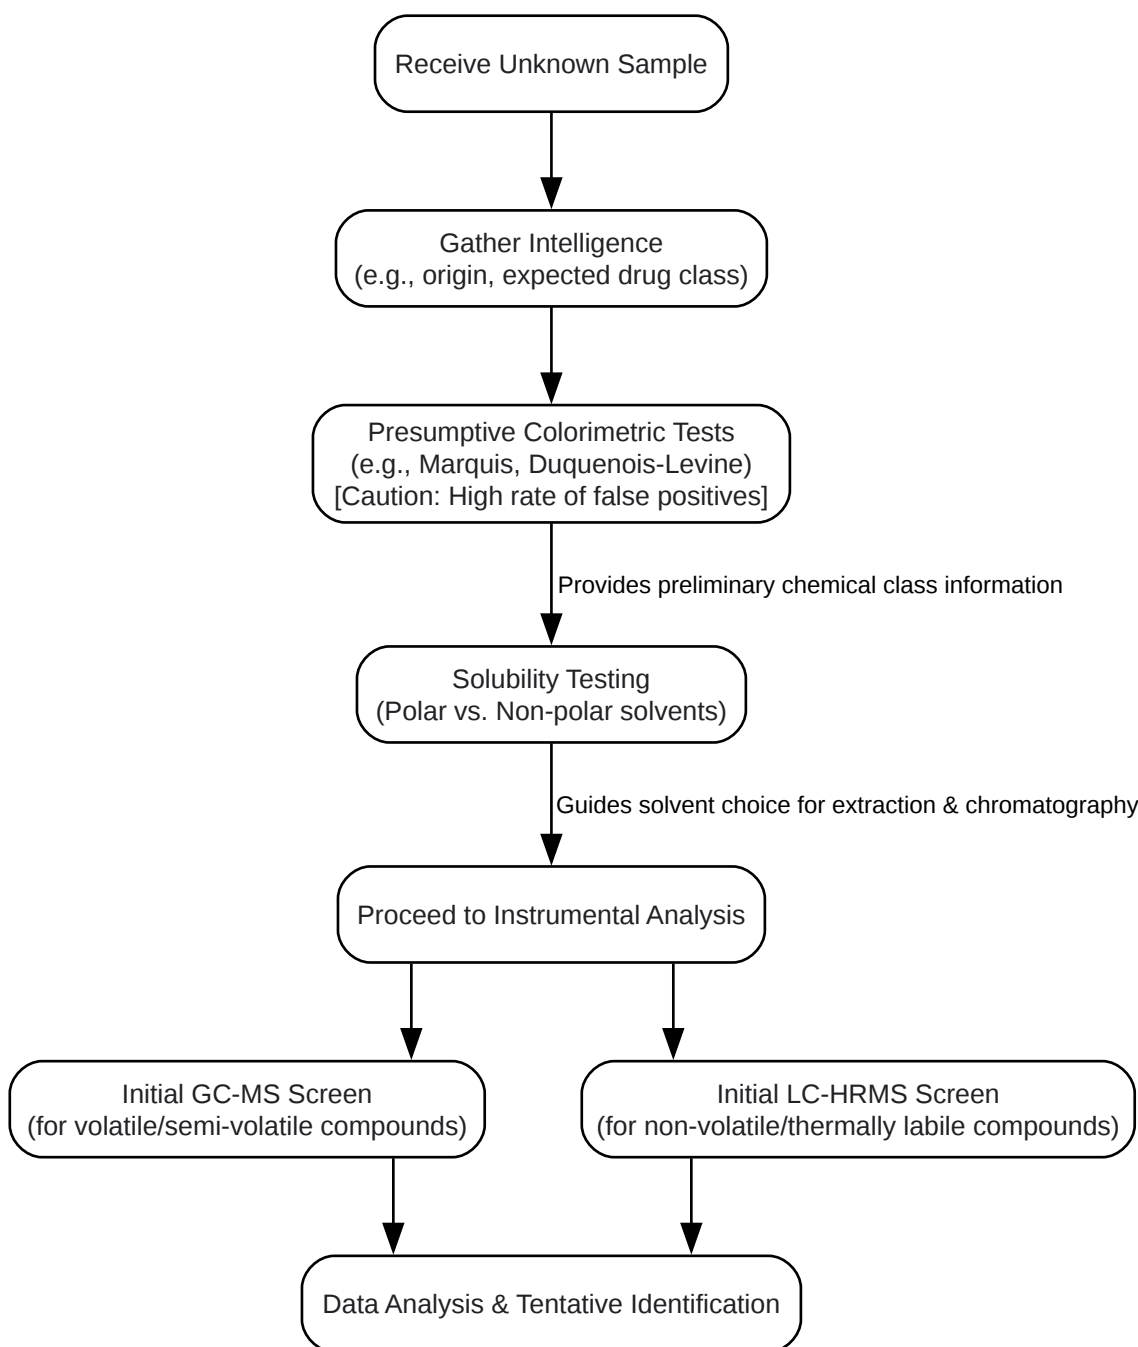 Receive Unknown Sample
Gather Intelligence
(e.g., origin, expected drug class)
Presumptive Colorimetric Tests
(e.g., Marquis, Duquenois-Levine)
[Caution: High rate of false positives]
Provides preliminary chemical class information
Solubility Testing
(Polar vs. Non-polar solvents)
Guides solvent choice for extraction & chromatography
Proceed to Instrumental Analysis
Initial GC-MS Screen
(for volatile/semi-volatile compounds)
Initial LC-HRMS Screen
(for non-volatile/thermally labile compounds)
Data Analysis & Tentative Identification